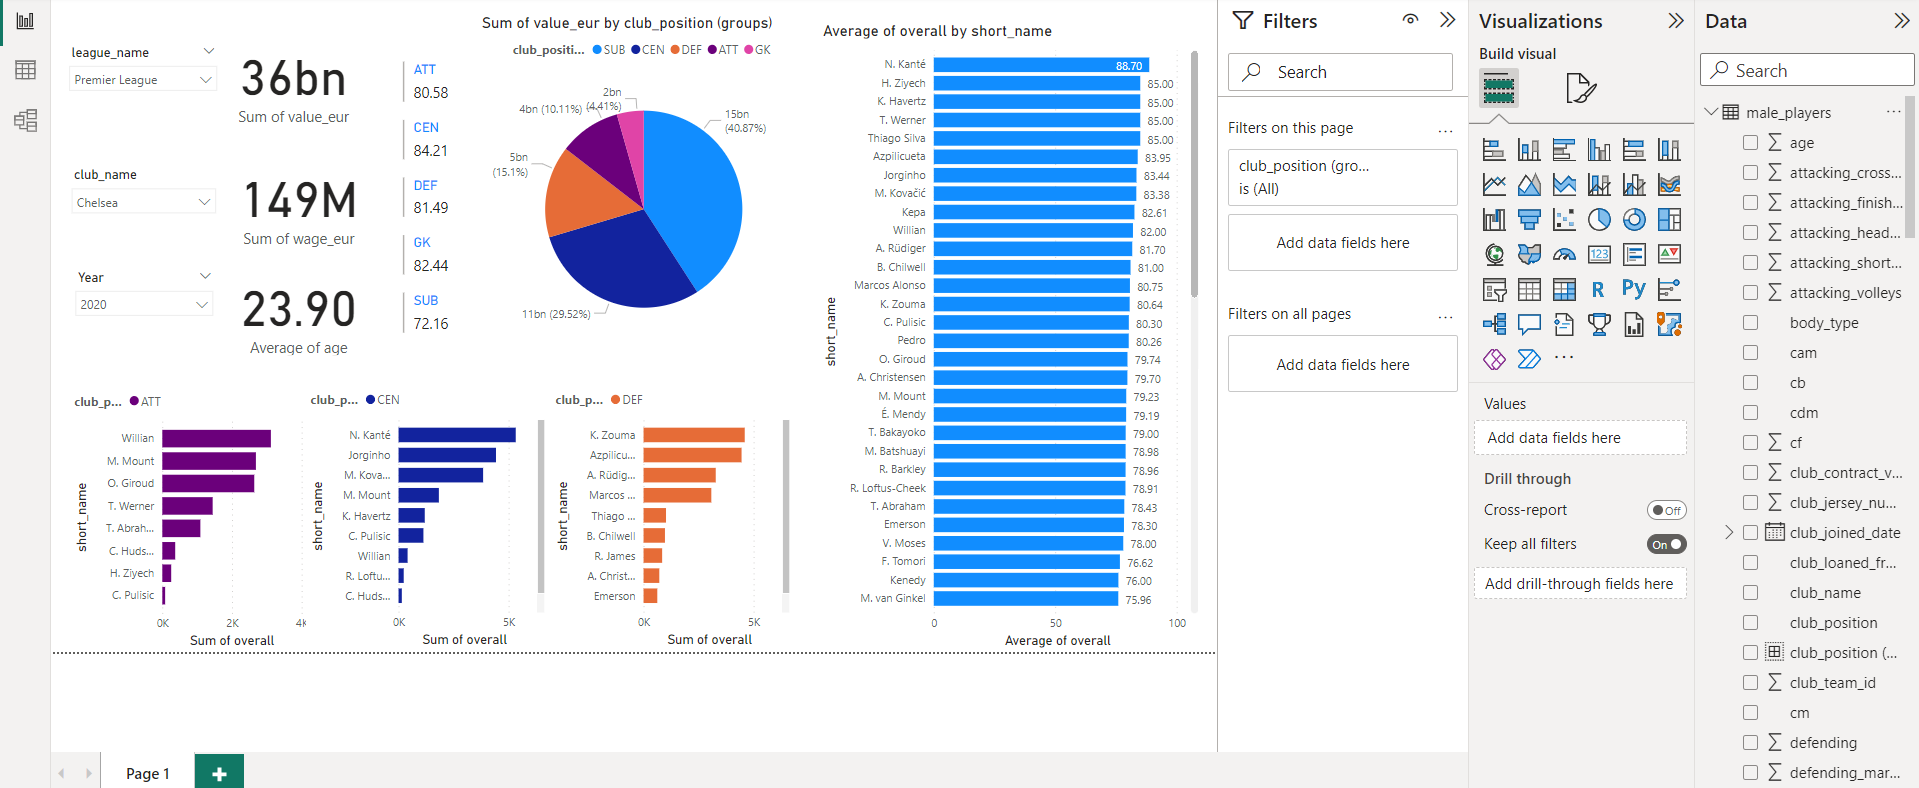 league_name
Premier League
club_name
Chelsea
Year
2020
36bn
Sum of value_eur
149M
Sum of wage_eur
23.90
Average of age
ATT
80.58
CEN
84.21
DEF
81.49
GK
82.44
SUB
72.16
Sum of value_eur by club_position (groups)
club_positi... SUB CEN DEF ATT GK
2bn
(4.41%)
4bn (10.11%)
15bn
(40.87%)
5bn
(15.1%)
11bn (29.52%)
Average of overall by short_name
short_name
N. Kanté 88.70
H. Ziyech 85.00
K. Havertz 85.00
T. Werner 85.00
Thiago Silva 85.00
Azpilicueta 83.95
Jorginho 83.44
M. Kovačić 83.38
Kepa 82.61
Willian 82.00
A. Rüdiger 81.70
B. Chilwell 81.00
Marcos Alonso 80.75
K. Zouma 80.64
C. Pulisic 80.30
Pedro 80.26
O. Giroud 79.74
A. Christensen 79.70
M. Mount 79.23
É. Mendy 79.19
T. Bakayoko 79.00
M. Batshuayi 78.98
R. Barkley 78.96
R. Loftus-Cheek 78.91
T. Abraham 78.43
Emerson 78.30
V. Moses 78.00
F. Tomori 76.62
Kenedy 76.00
M. van Ginkel 75.96
0 50 100
Average of overall
club_p... ATT
short_name
Willian
M. Mount
O. Giroud
T. Werner
T. Abrah...
C. Huds...
H. Ziyech
C. Pulisic
0K 2K 4K
Sum of overall
club_p... CEN
short_name
N. Kanté
Jorginho
M. Kova...
M. Mount
K. Havertz
C. Pulisic
Willian
R. Loftu...
C. Huds...
0K 5K
Sum of overall
club_p... DEF
short_name
K. Zouma
Azpilicu...
A. Rüdig...
Marcos ...
Thiago ...
B. Chilwell
R. James
A. Christ...
Emerson
0K 5K
Sum of overall
Page 1
Filters
Search
Filters on this page
club_position (gro...
is (All)
Add data fields here
Filters on all pages
Add data fields here
Visualizations
Build visual
123
R
Py
Values
Add data fields here
Drill through
Cross-report Off
Keep all filters On
Add drill-through fields here
Data
Search
male_players
age
attacking_cross...
attacking_finish...
attacking_head...
attacking_short...
attacking_volleys
body_type
cam
cb
cdm
cf
club_contract_v...
club_jersey_nu...
club_joined_date
club_loaned_fr...
club_name
club_position
club_position (...
club_team_id
cm
defending
defending_mar...